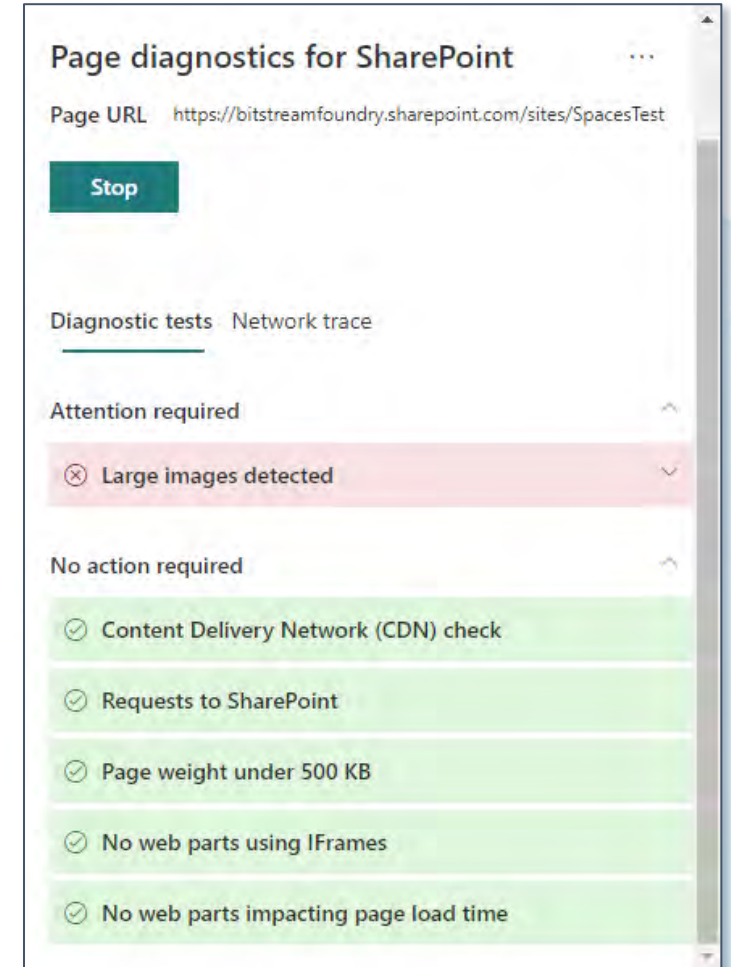 Page diagnostics for SharePoint ...
Page URL https://bitstreamfoundry.sharepoint.com/sites/SpacesTest
Stop
Diagnostic tests Network trace
Attention required
Large images detected
No action required
Content Delivery Network (CDN) check
Requests to SharePoint
Page weight under 500 KB
No web parts using IFrames
No web parts impacting page load time